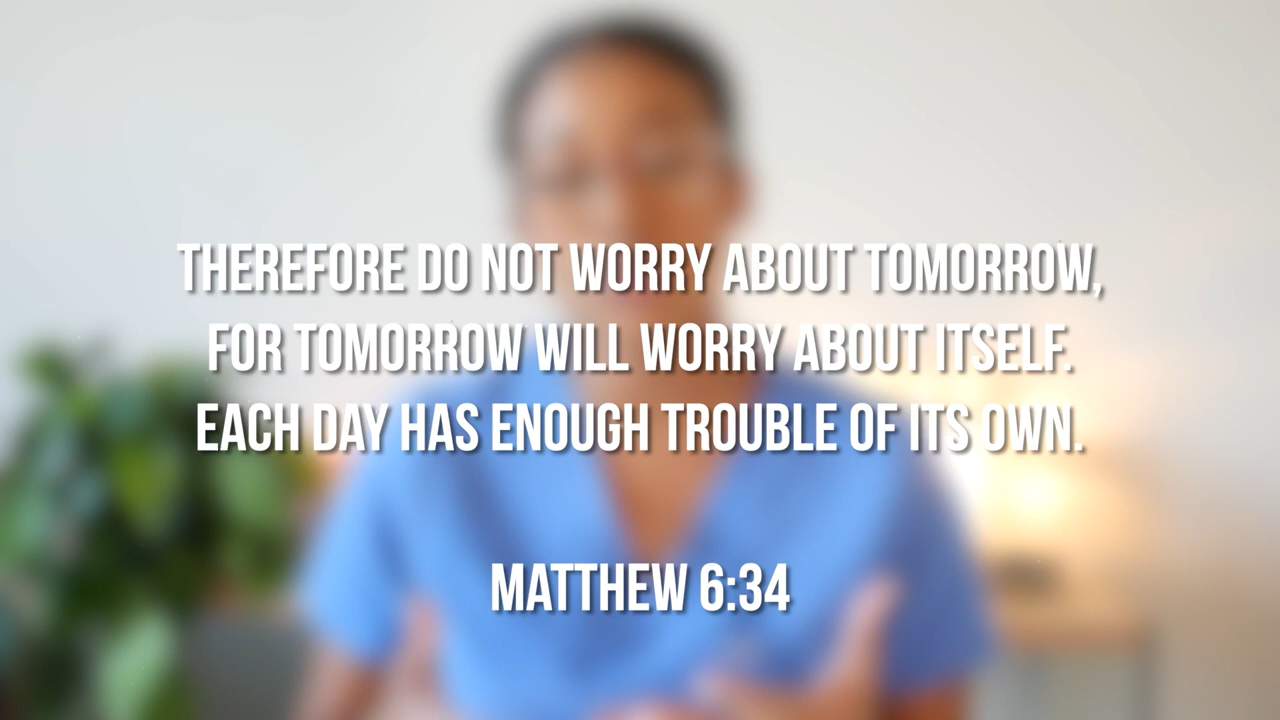 THEREFORE DO NOT WORRY ABOUT TOMORROW,
FOR TOMORROW WILL WORRY ABOUT ITSELF.
EACH DAY HAS ENOUGH TROUBLE OF ITS OWN.
MATTHEW 6:34